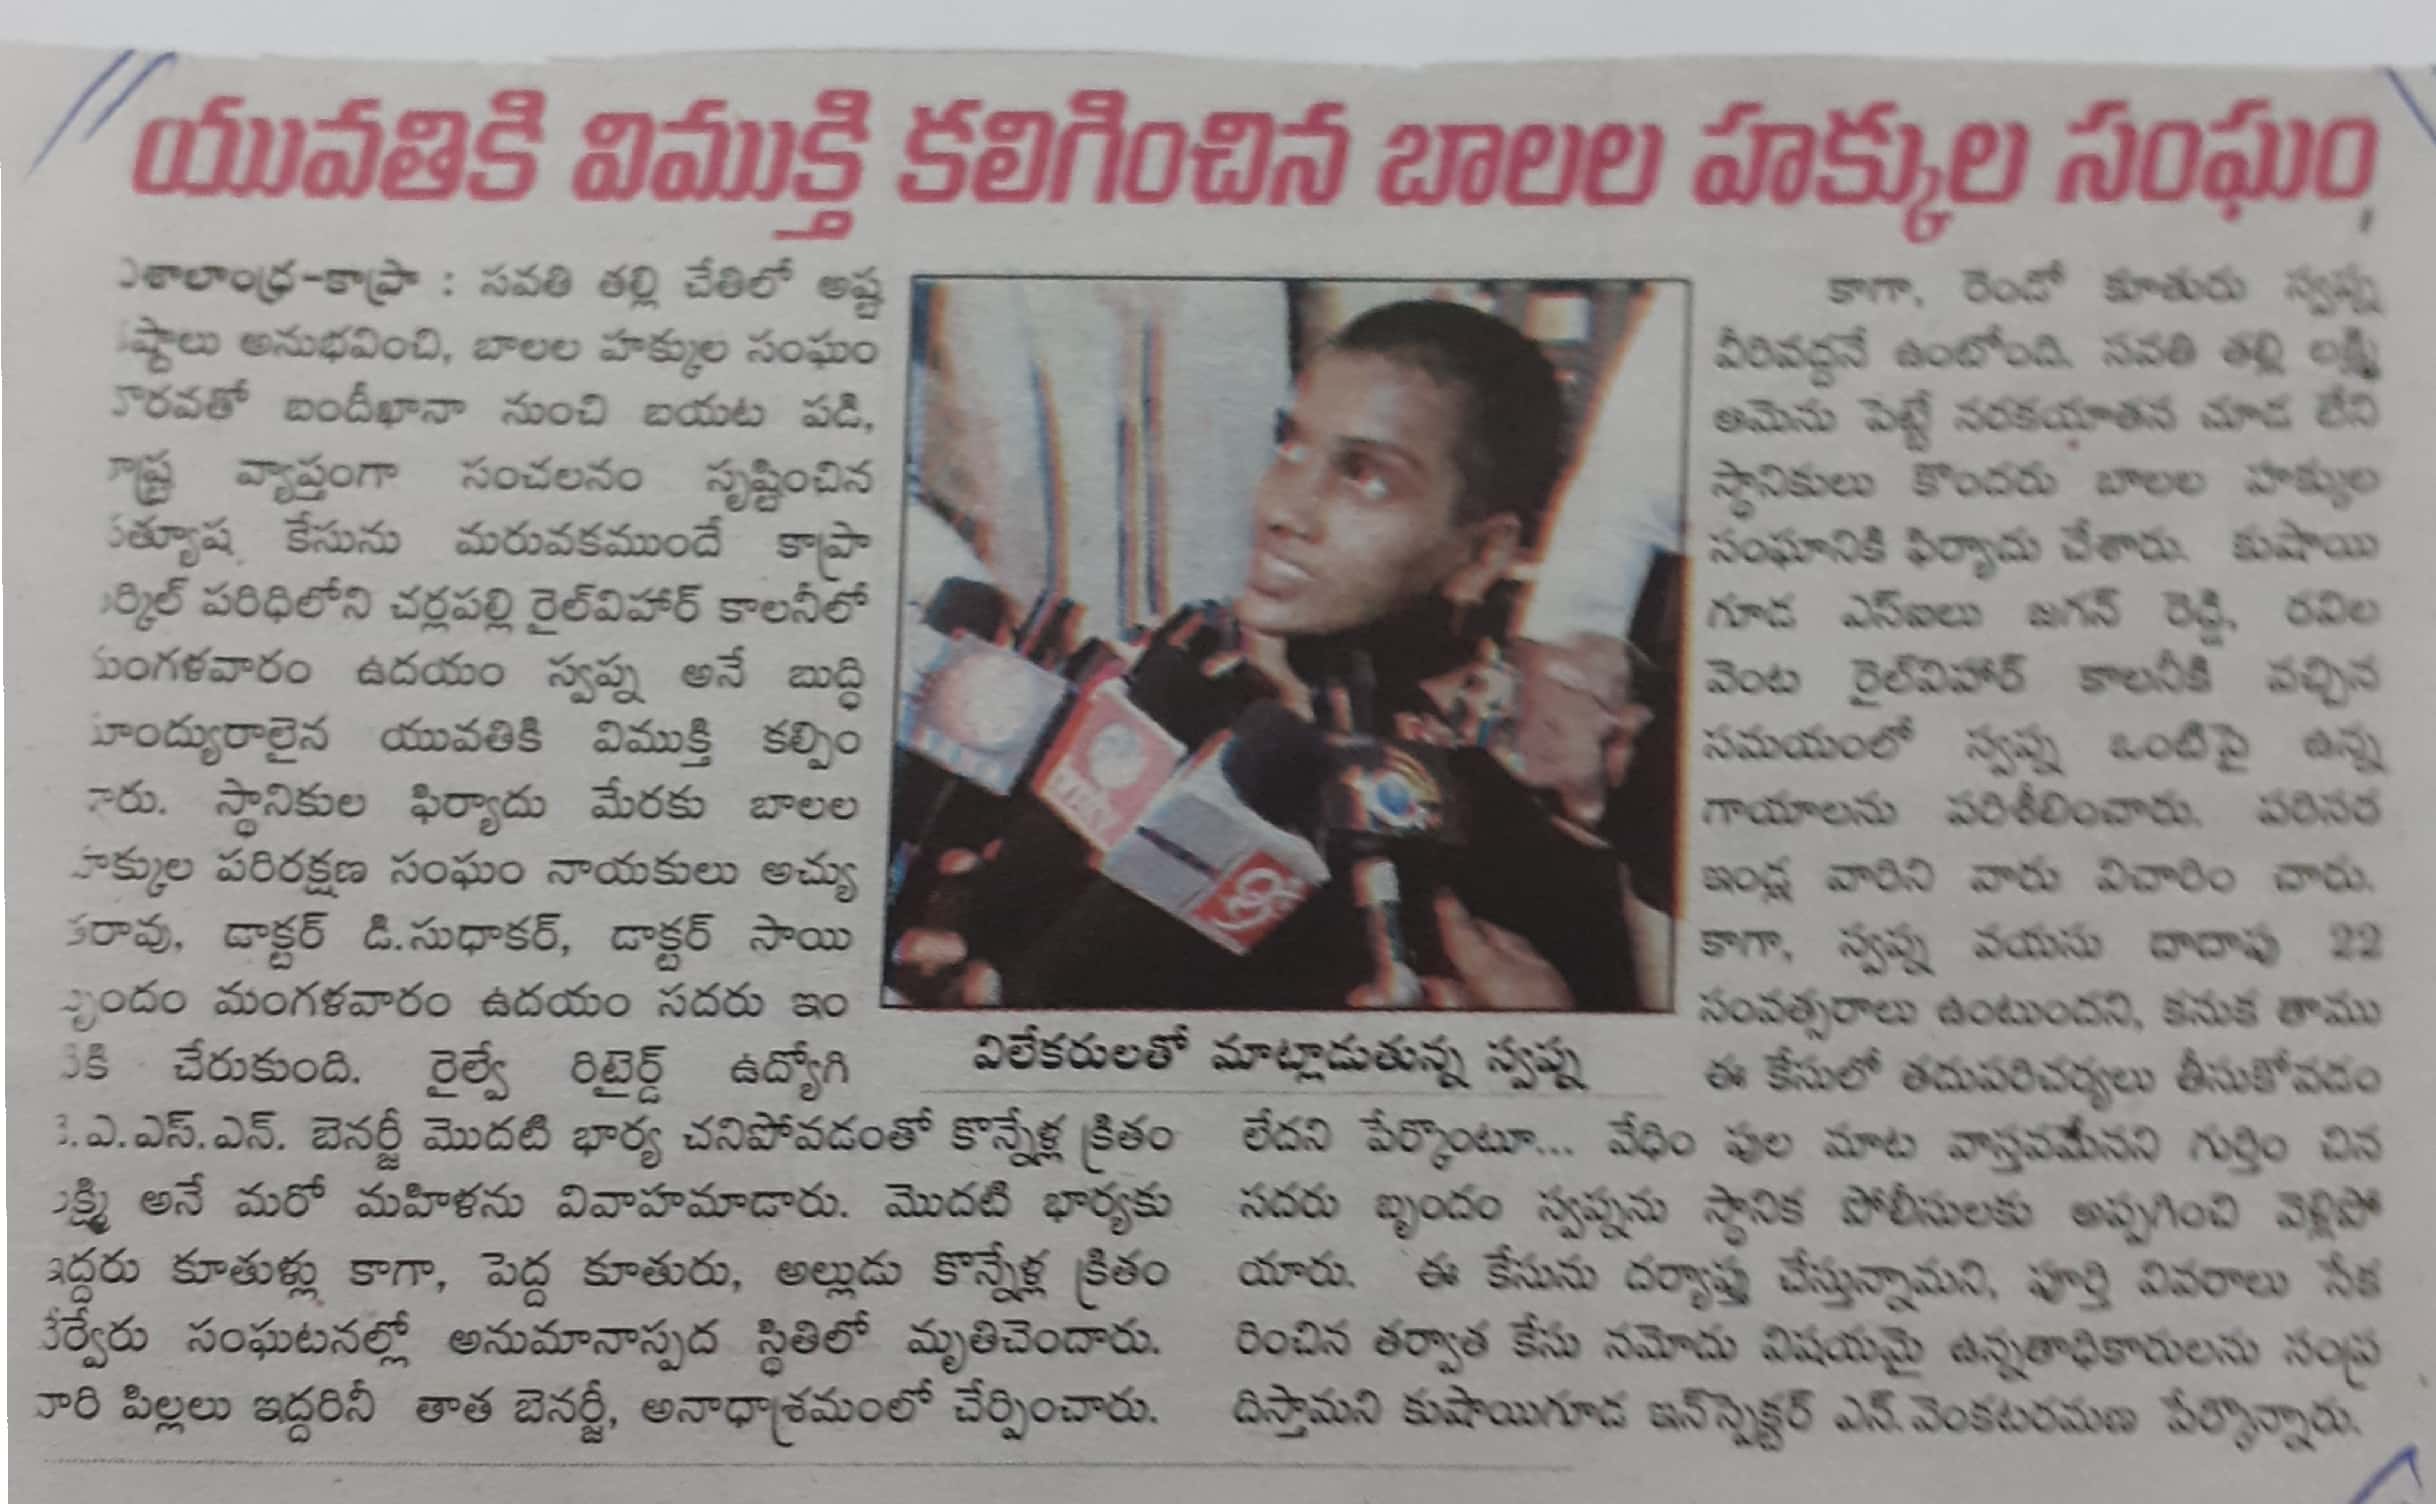 యువతికి విముక్తి కలిగించిన బాలల హక్కుల సంఘం
శాలాంధ్ర-కాప్రా : సవతి తల్లి చేతిలో అష్ట
ష్టాలు అనుభవించి, బాలల హక్కుల సంఘం
రవతో బందీఖానా నుంచి బయట పడి,
ష్ట్ర వ్యాప్తంగా సంచలనం సృష్టించిన
త్యూష కేసును మరువకముందే కాప్రా
ర్కిల్ పరిధిలోని చర్లపల్లి రైల్‌విహార్ కాలనీలో
మంగళవారం ఉదయం స్వప్న అనే బుద్ధి
మాంద్యురాలైన యువతికి విముక్తి కల్పిం
రు. స్థానికుల ఫిర్యాదు మేరకు బాలల
హక్కుల పరిరక్షణ సంఘం నాయకులు అచ్యు
తరావు, డాక్టర్ డి.సుధాకర్, డాక్టర్ సాయి
బృందం మంగళవారం ఉదయం సదరు ఇం
కి చేరుకుంది. రైల్వే రిటైర్డ్ ఉద్యోగి
.ఎ.ఎస్.ఎన్. బెనర్జీ మొదటి భార్య చనిపోవడంతో కొన్నేళ్ల క్రితం
క్ష్మి అనే మరో మహిళను వివాహమాడారు. మొదటి భార్యకు
ఇద్దరు కూతుళ్లు కాగా, పెద్ద కూతురు, అల్లుడు కొన్నేళ్ల క్రితం
వేర్వేరు సంఘటనల్లో అనుమానాస్పద స్థితిలో మృతిచెందారు.
వారి పిల్లలు ఇద్దరినీ తాత బెనర్జీ, అనాధాశ్రమంలో చేర్పించారు.
విలేకరులతో మాట్లాడుతున్న స్వప్న
కాగా, రెండో కూతురు స్వప్న
వీరివద్దనే ఉంటోంది. సవతి తల్లి లక్ష్మి
ఆమెను పెట్టే నరకయాతన చూడ లేని
స్థానికులు కొందరు బాలల హక్కుల
సంఘానికి ఫిర్యాదు చేశారు. కుషాయి
గూడ ఎస్ఐలు జగన్ రెడ్డి, రవిల
వెంట రైల్‌విహార్ కాలనీకి వచ్చిన
సమయంలో స్వప్న ఒంటిపై ఉన్న
గాయాలను పరిశీలించారు. పరిసర
ఇండ్ల వారిని వారు విచారిం చారు.
కాగా, స్వప్న వయసు దాదాపు 22
సంవత్సరాలు ఉంటుందని, కనుక తాము
ఈ కేసులో తదుపరిచర్యలు తీసుకోవడం
లేదని పేర్కొంటూ... వేధిం పుల మాట వాస్తవమేనని గుర్తిం చిన
సదరు బృందం స్వప్నను స్థానిక పోలీసులకు అప్పగించి వెళ్లిపో
యారు. ఈ కేసును దర్యాప్తు చేస్తున్నామని, పూర్తి వివరాలు సేక
రించిన తర్వాత కేసు నమోదు విషయమై ఉన్నతాధికారులను సంప్ర
దిస్తామని కుషాయిగూడ ఇన్‌స్పెక్టర్ ఎన్.వెంకటరమణ పేర్కొన్నారు.